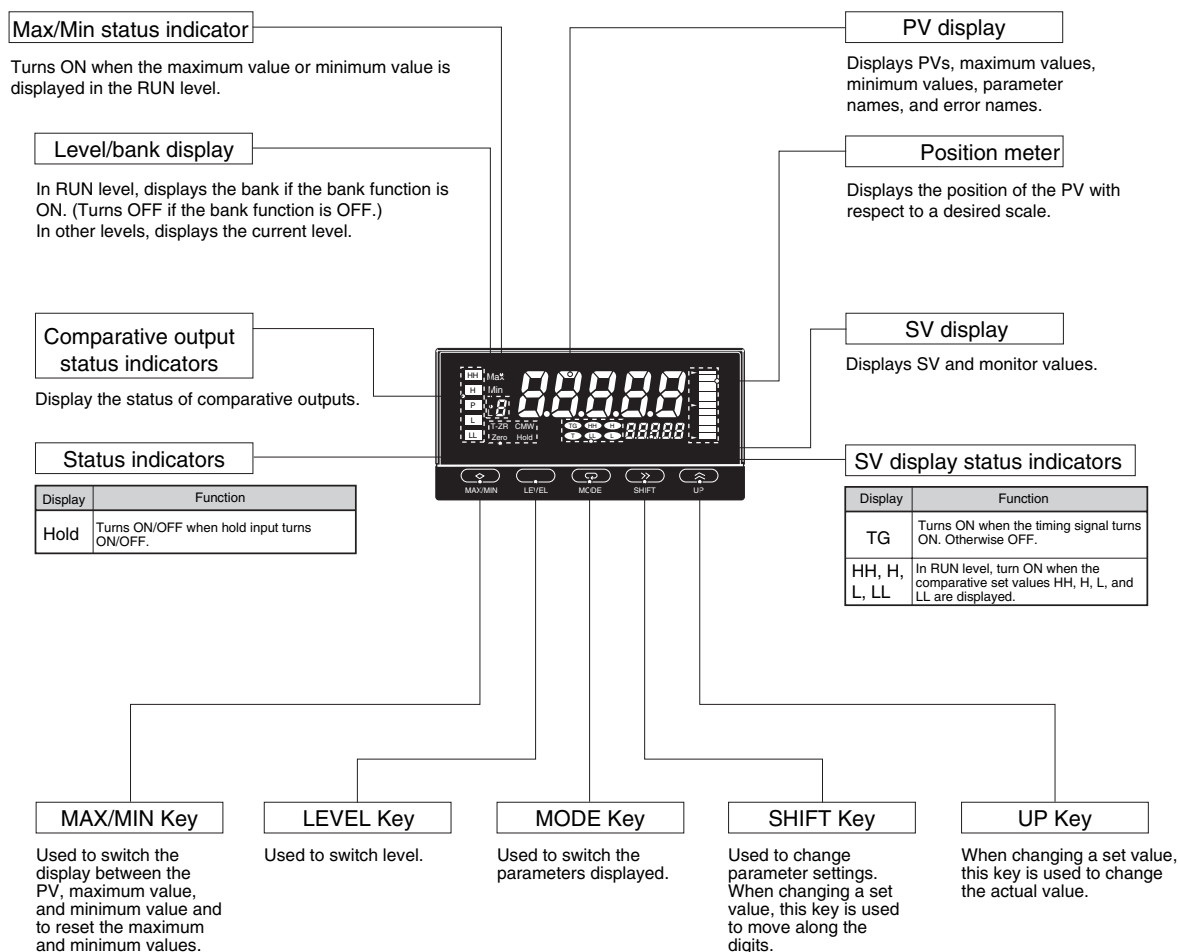 Max/Min status indicator
Turns ON when the maximum value or minimum value is
displayed in the RUN level.
Level/bank display
In RUN level, displays the bank if the bank function is
ON. (Turns OFF if the bank function is OFF.)
In other levels, displays the current level.
Comparative output
status indicators
Display the status of comparative outputs.
Status indicators
Display Function
Hold
Turns ON/OFF when hold input turns
ON/OFF.
PV display
Displays PVs, maximum values,
minimum values, parameter
names, and error names.
Position meter
Displays the position of the PV with
respect to a desired scale.
SV display
Displays SV and monitor values.
SV display status indicators
Display Function
TG
Turns ON when the timing signal turns
ON. Otherwise OFF.
HH, H,
L, LL
In RUN level, turn ON when the
comparative set values HH, H, L, and
LL are displayed.
HH Max
H Min
P
L
LL
T-ZR CMW
Zero Hold
TG HH H
T LL L
88888
8
8.8.8.8.8
MAX/MIN LEVEL MODE SHIFT UP
MAX/MIN Key
Used to switch the
display between the
PV, maximum value,
and minimum value and
to reset the maximum
and minimum values.
LEVEL Key
Used to switch level.
MODE Key
Used to switch the
parameters displayed.
SHIFT Key
Used to change
parameter settings.
When changing a set
value, this key is used
to move along the
digits.
UP Key
When changing a set value,
this key is used to change
the actual value.